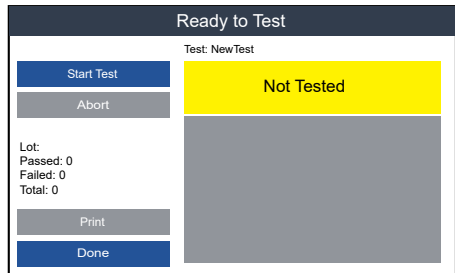 Ready to Test
Test: NewTest
Start Test
Not Tested
Abort
Lot:
Passed: 0
Failed: 0
Total: 0
Print
Done